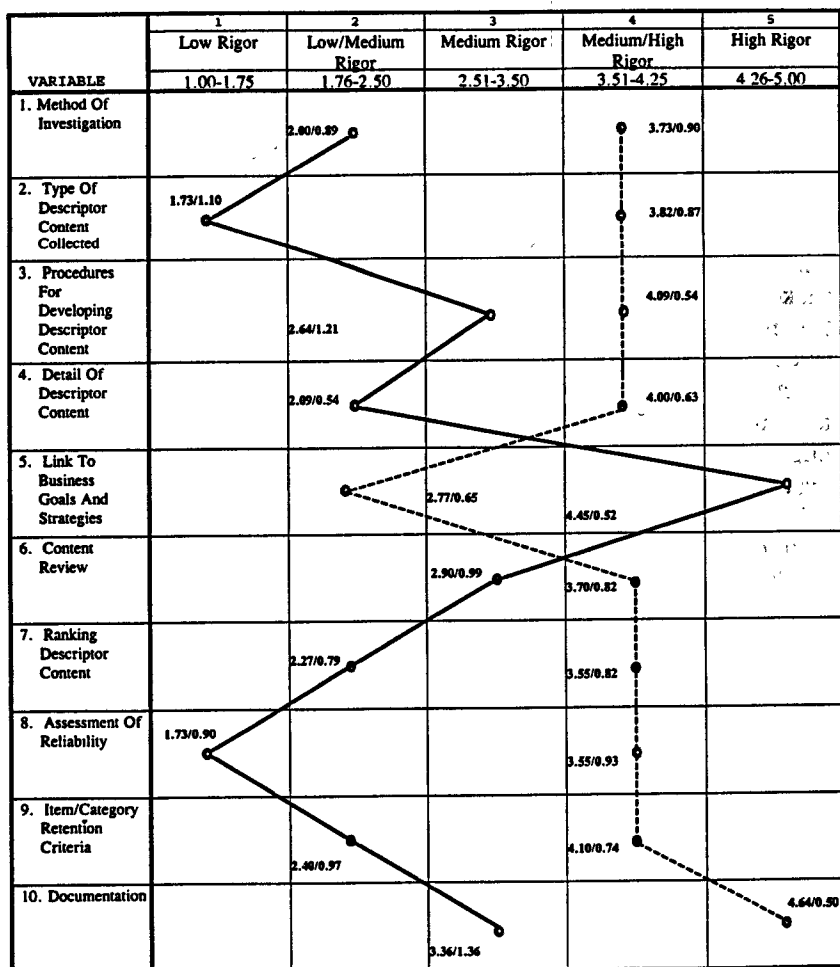 1 2 3 4 5
Low Rigor Low/Medium Rigor Medium Rigor Medium/High Rigor High Rigor
VARIABLE 1.00-1.75 1.76-2.50 2.51-3.50 3.51-4.25 4.26-5.00
1. Method Of
Investigation
2.00/0.89 3.73/0.90
2. Type Of
Descriptor
Content
Collected
1.73/1.10 3.82/0.87
3. Procedures
For
Developing
Descriptor
Content
2.64/1.21 4.09/0.54
4. Detail Of
Descriptor
Content
2.09/0.54 4.00/0.63
5. Link To
Business
Goals And
Strategies
2.77/0.65 4.45/0.52
6. Content
Review
2.90/0.99 3.70/0.82
7. Ranking
Descriptor
Content
2.27/0.79 3.55/0.82
8. Assessment Of
Reliability
1.73/0.90 3.55/0.93
9. Item/Category
Retention
Criteria
2.40/0.97 4.10/0.74
10. Documentation
3.36/1.36 4.64/0.50